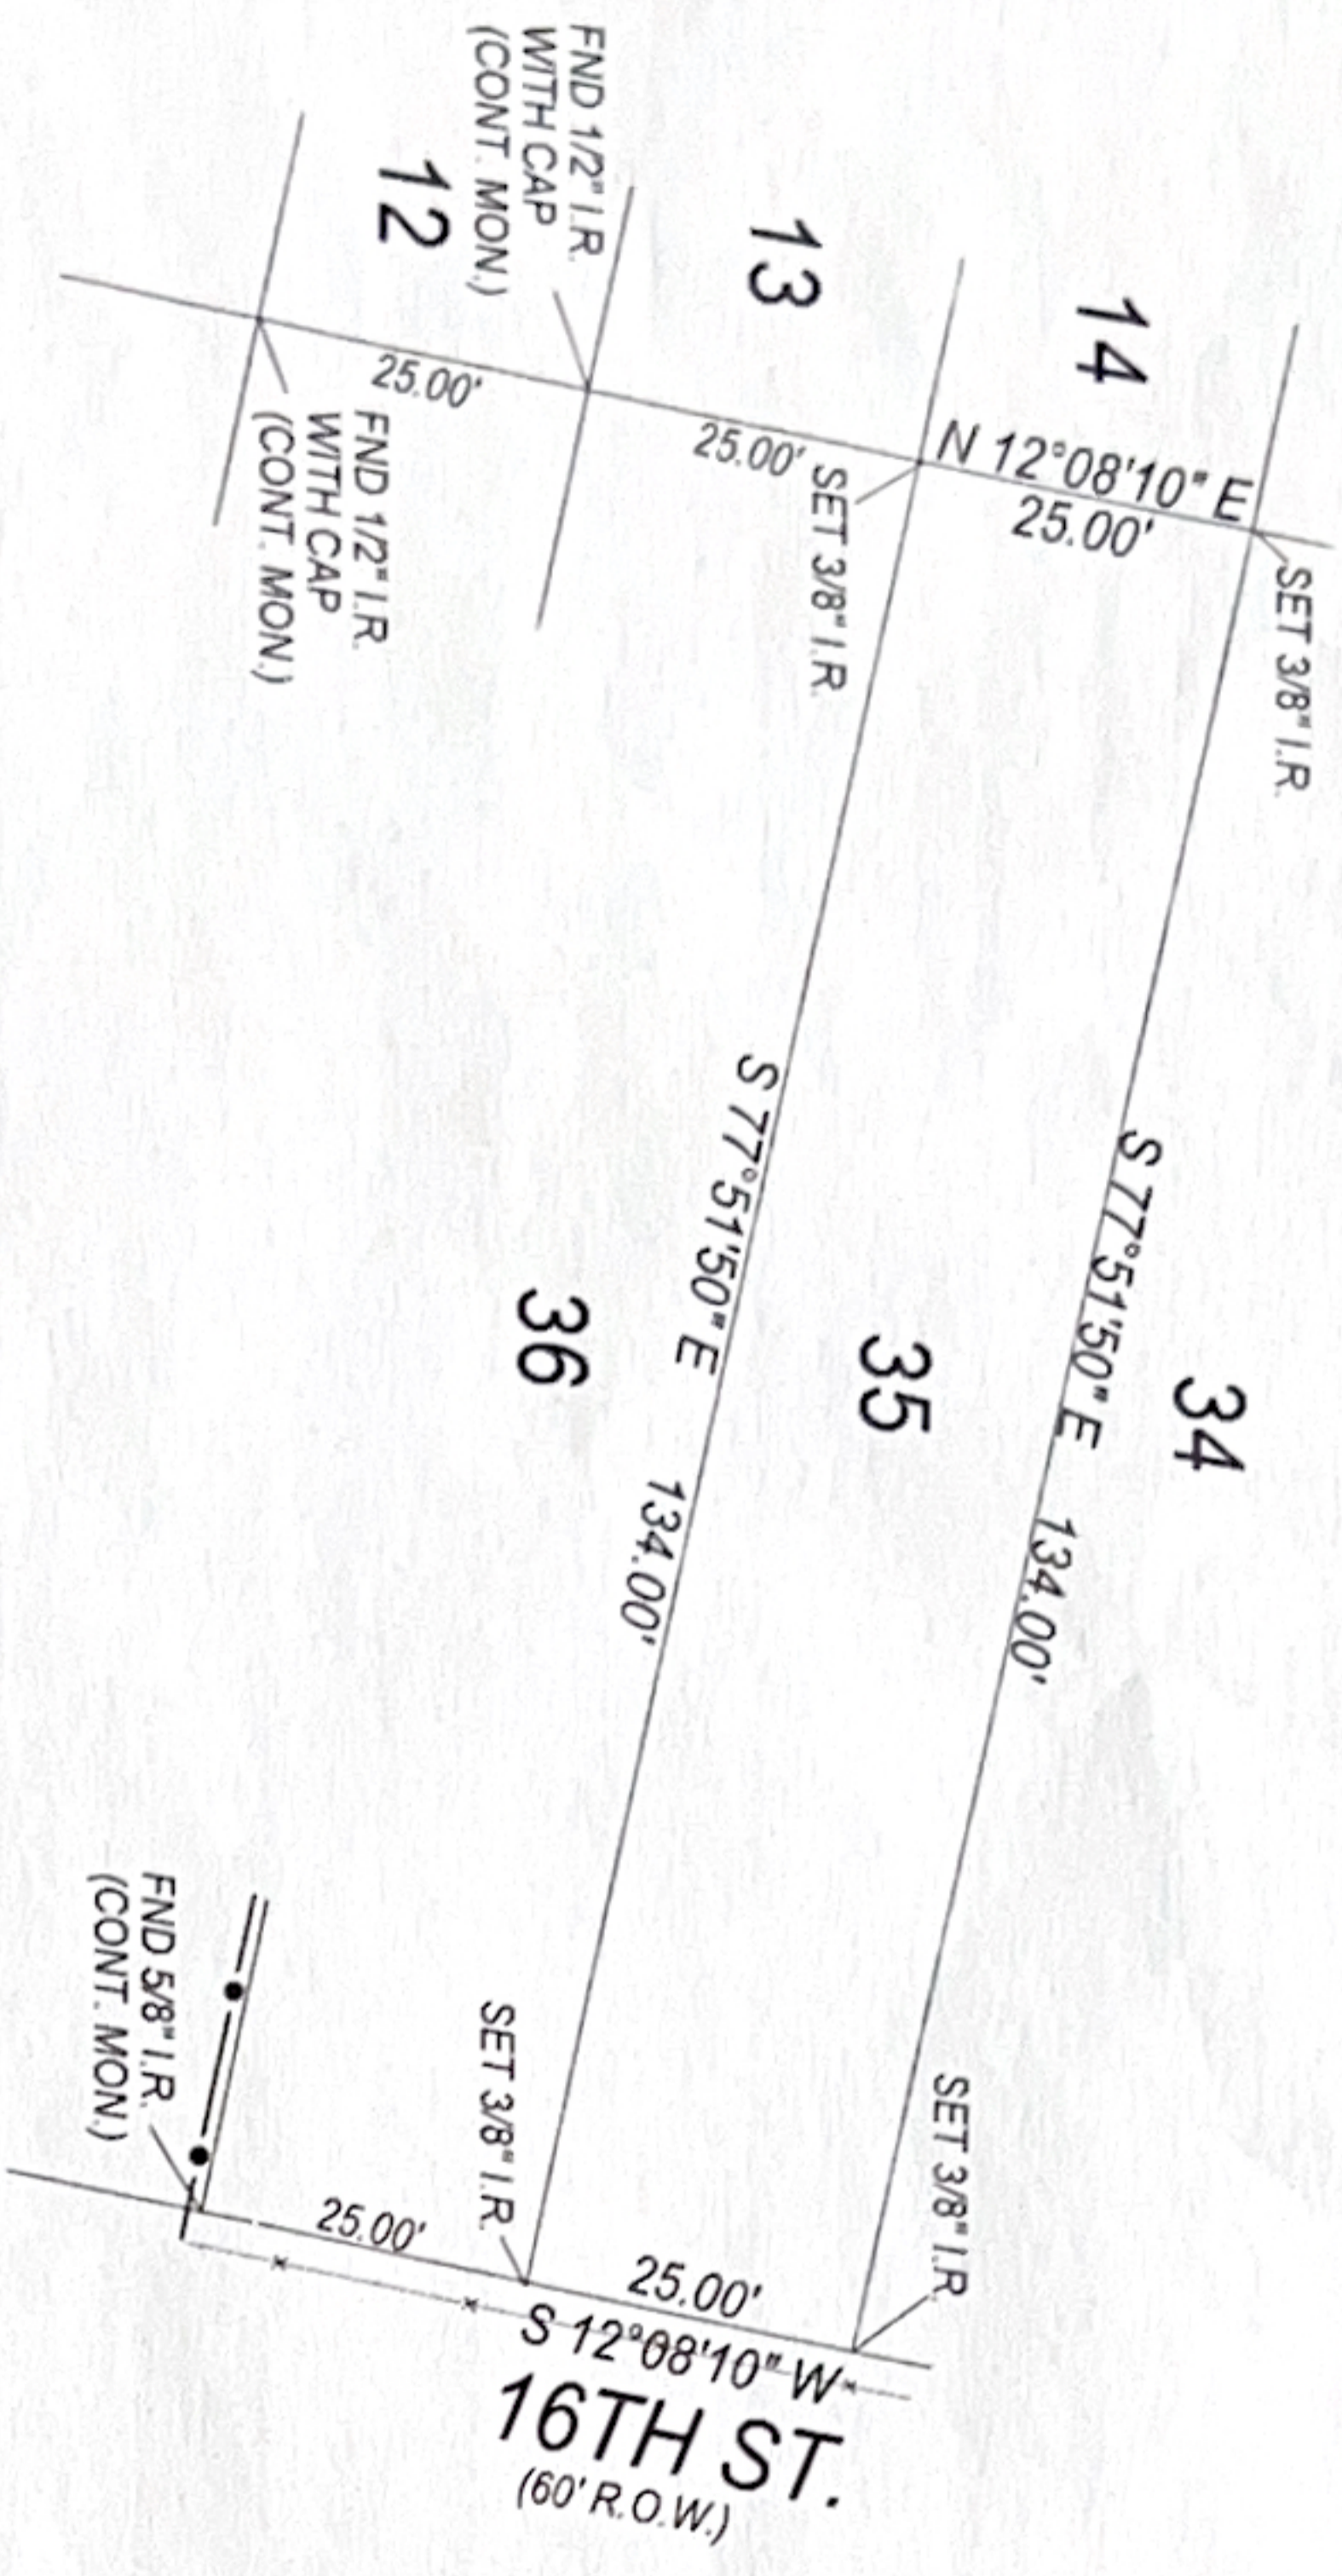 FND 1/2" I.R.
WITH CAP
(CONT. MON.)
12
13
14
25.00'
25.00'
N 12°08'10" E
25.00'
FND 1/2" I.R.
WITH CAP
(CONT. MON.)
SET 3/8" I.R.
SET 3/8" I.R.
S 77°51'50" E 134.00'
S 77°51'50" E 134.00'
36
35
34
FND 5/8" I.R.
(CONT. MON.)
SET 3/8" I.R.
SET 3/8" I.R.
25.00'
25.00'
S 12°08'10" W
16TH ST.
(60' R.O.W.)